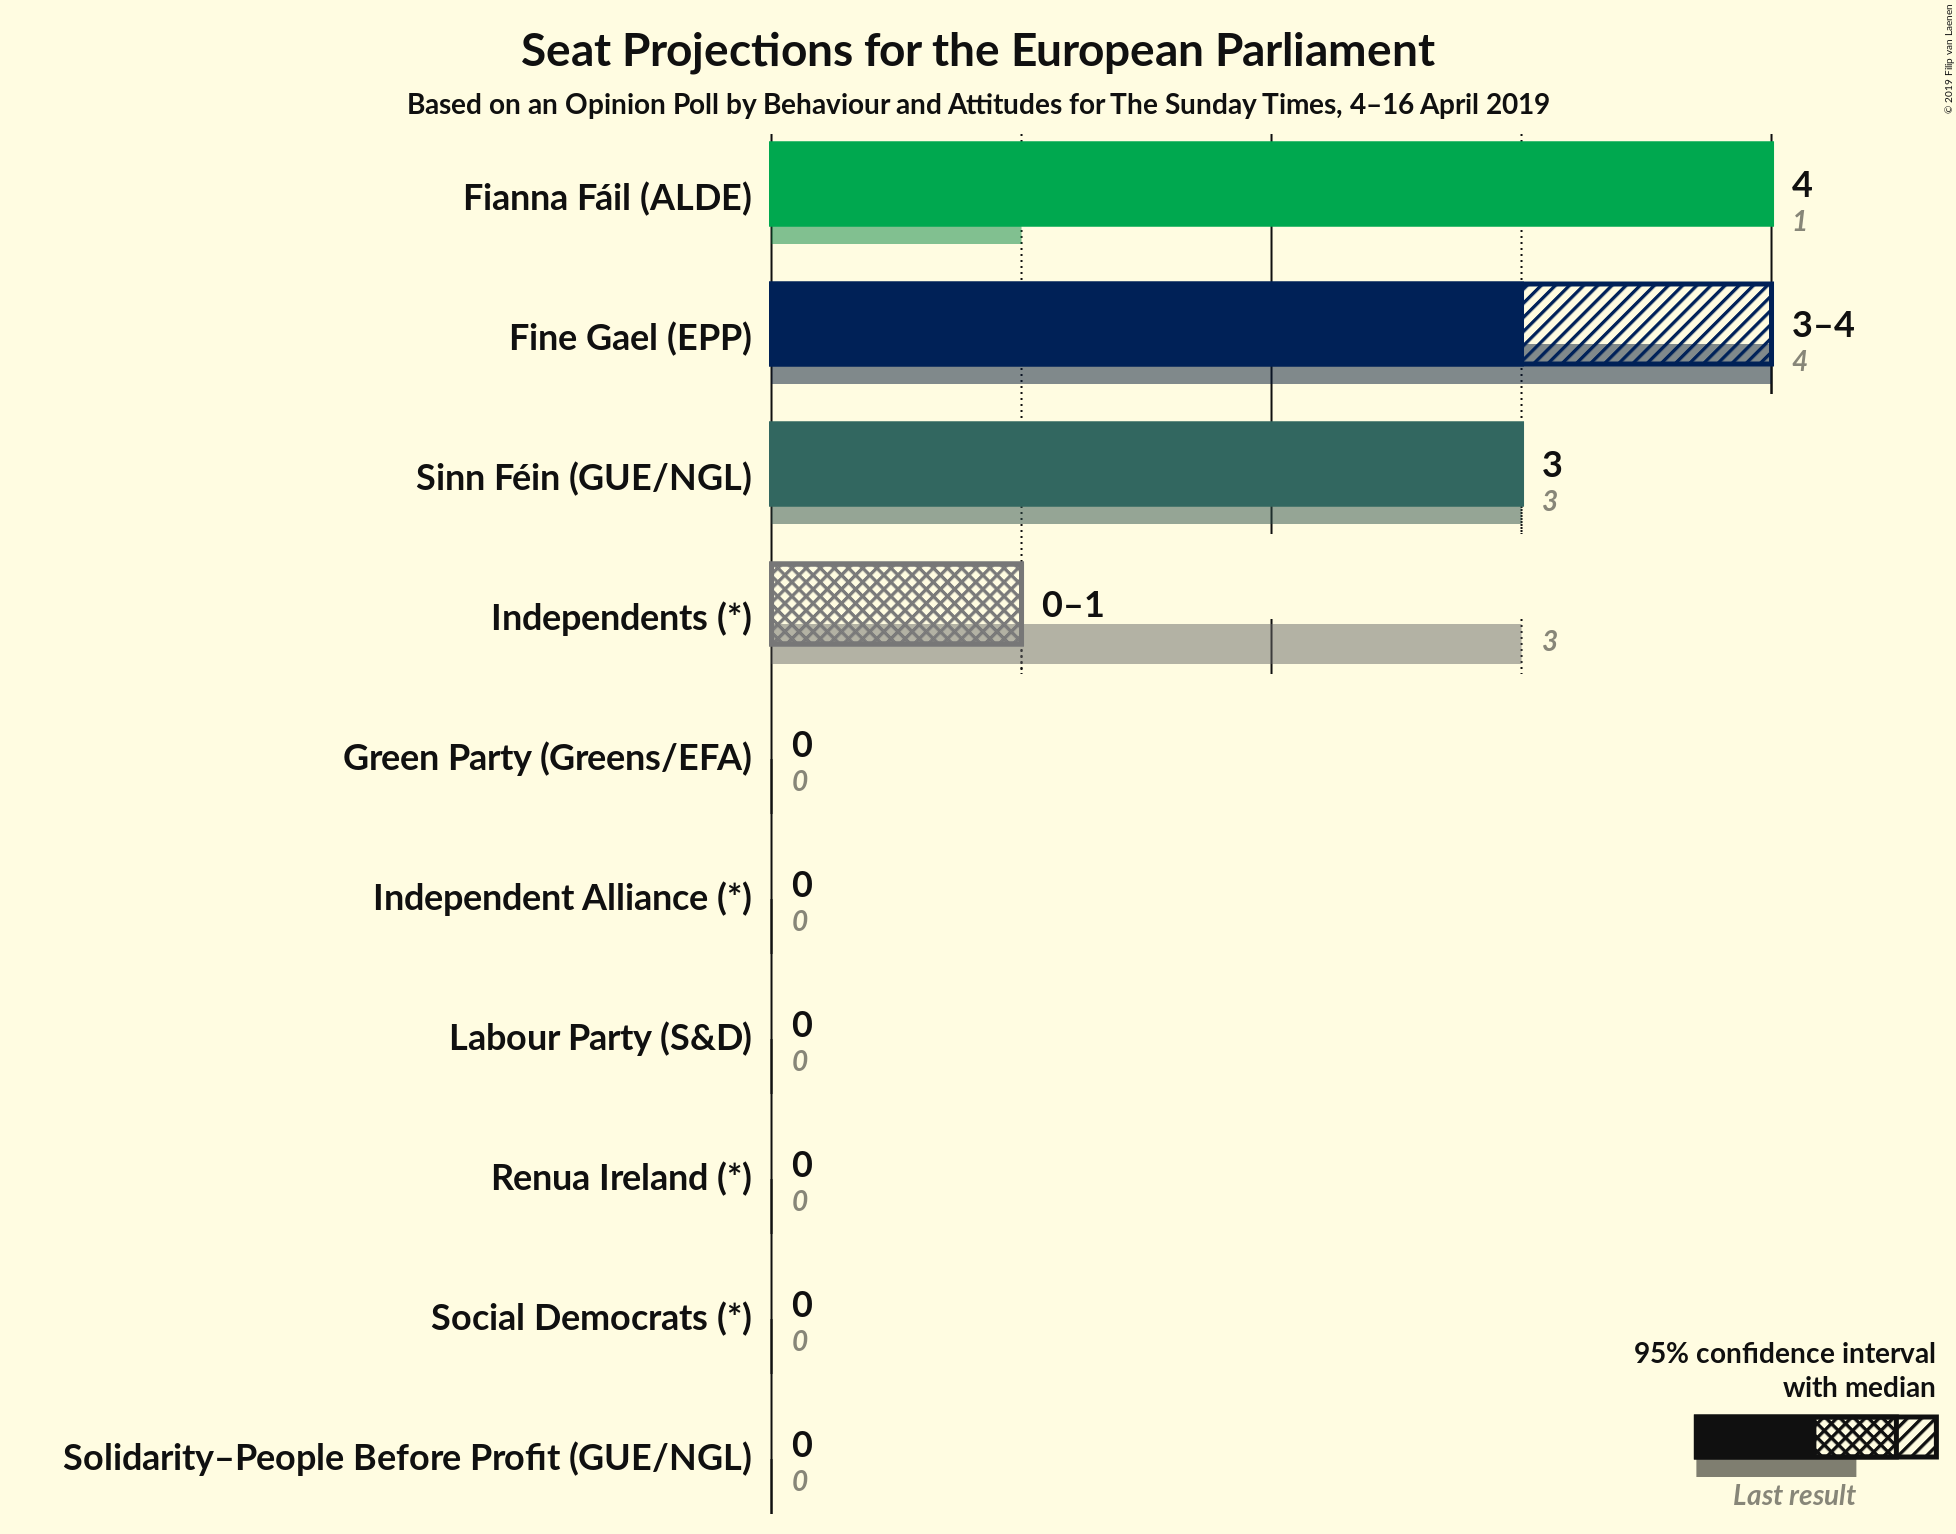 Seat Projections for the European Parliament
Based on an Opinion Poll by Behaviour and Attitudes for The Sunday Times, 4–16 April 2019
© 2019 Filip van Laenen
Fianna Fáil (ALDE)
4
1
Fine Gael (EPP)
3–4
4
Sinn Féin (GUE/NGL)
3
3
Independents (*)
0–1
3
Green Party (Greens/EFA)
0
0
Independent Alliance (*)
0
0
Labour Party (S&D)
0
0
Renua Ireland (*)
0
0
Social Democrats (*)
0
0
Solidarity–People Before Profit (GUE/NGL)
0
0
95% confidence interval
with median
Last result